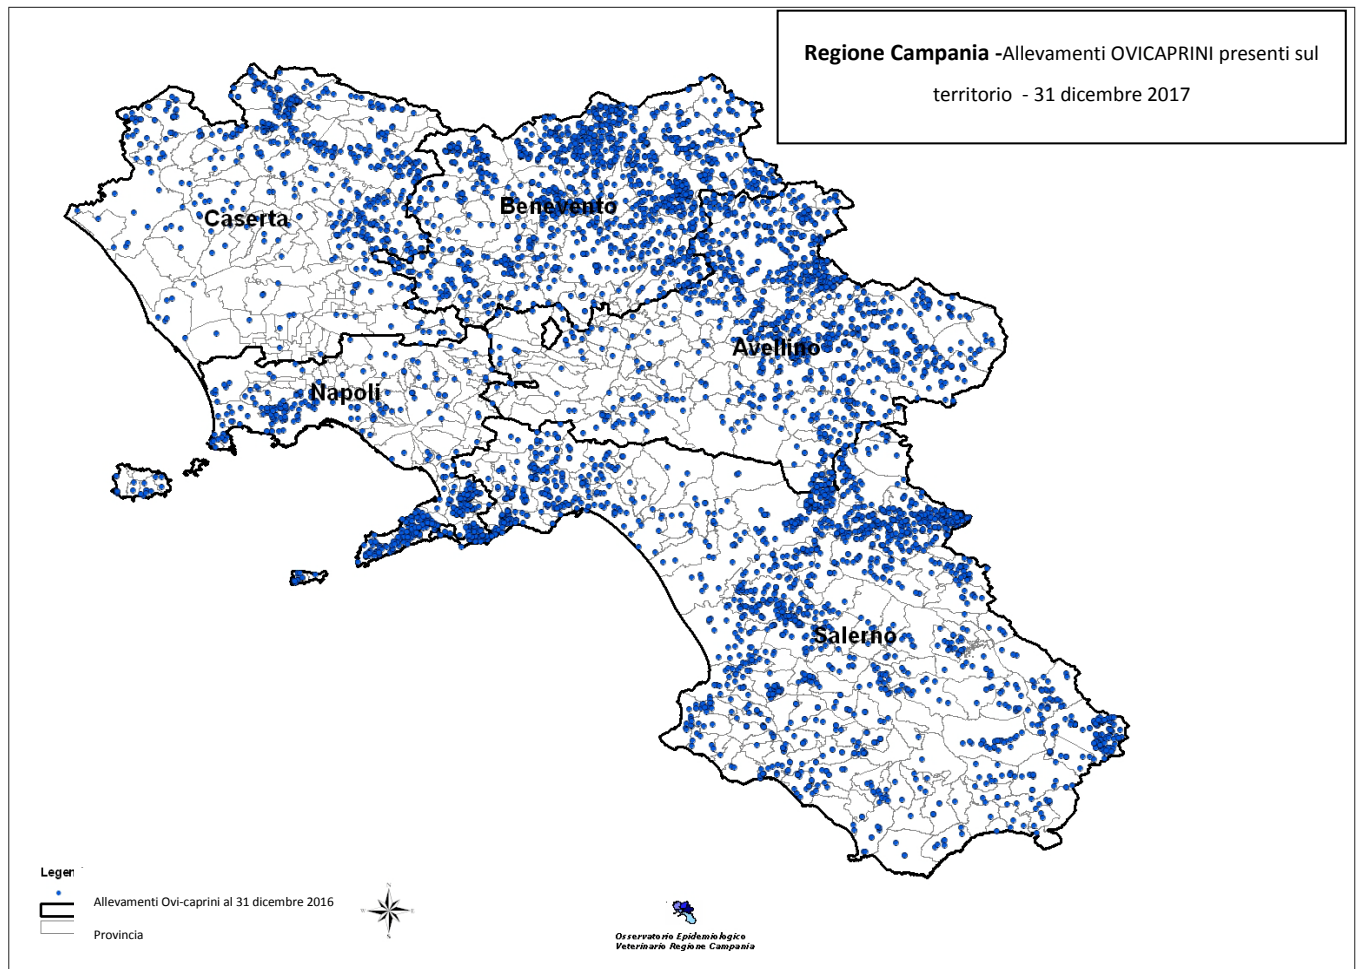 Regione Campania -Allevamenti OVICAPRINI presenti sul
territorio - 31 dicembre 2017
Benevento
Caserta
Avellino
Napoli
Salerno
Legen
Allevamenti Ovi-caprini al 31 dicembre 2016
Provincia
N
W
E
S
Osservatorio Epidemiologico
Veterinario Regione Campania